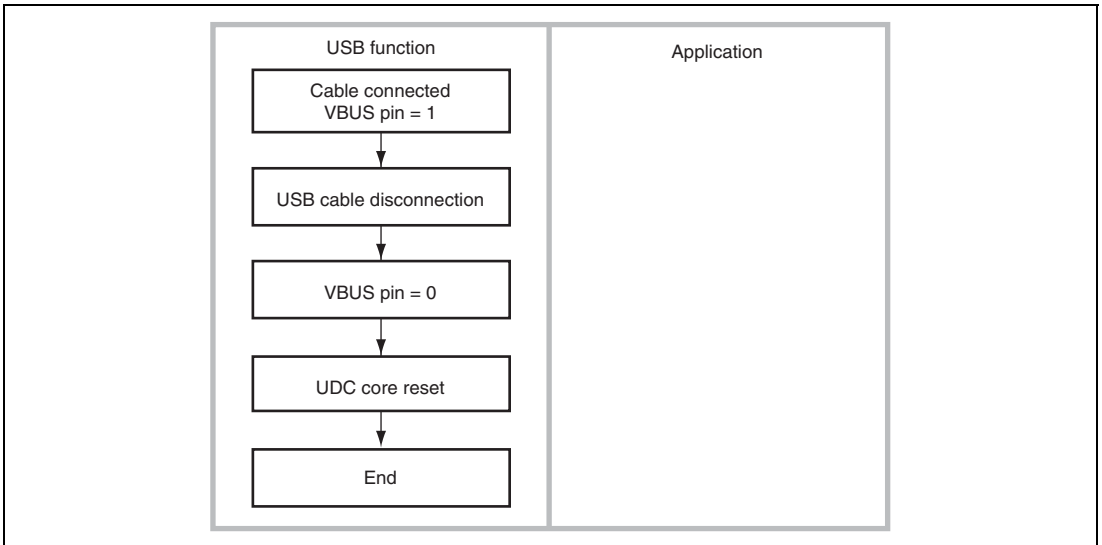 USB function
Application
Cable connected
VBUS pin = 1
USB cable disconnection
VBUS pin = 0
UDC core reset
End